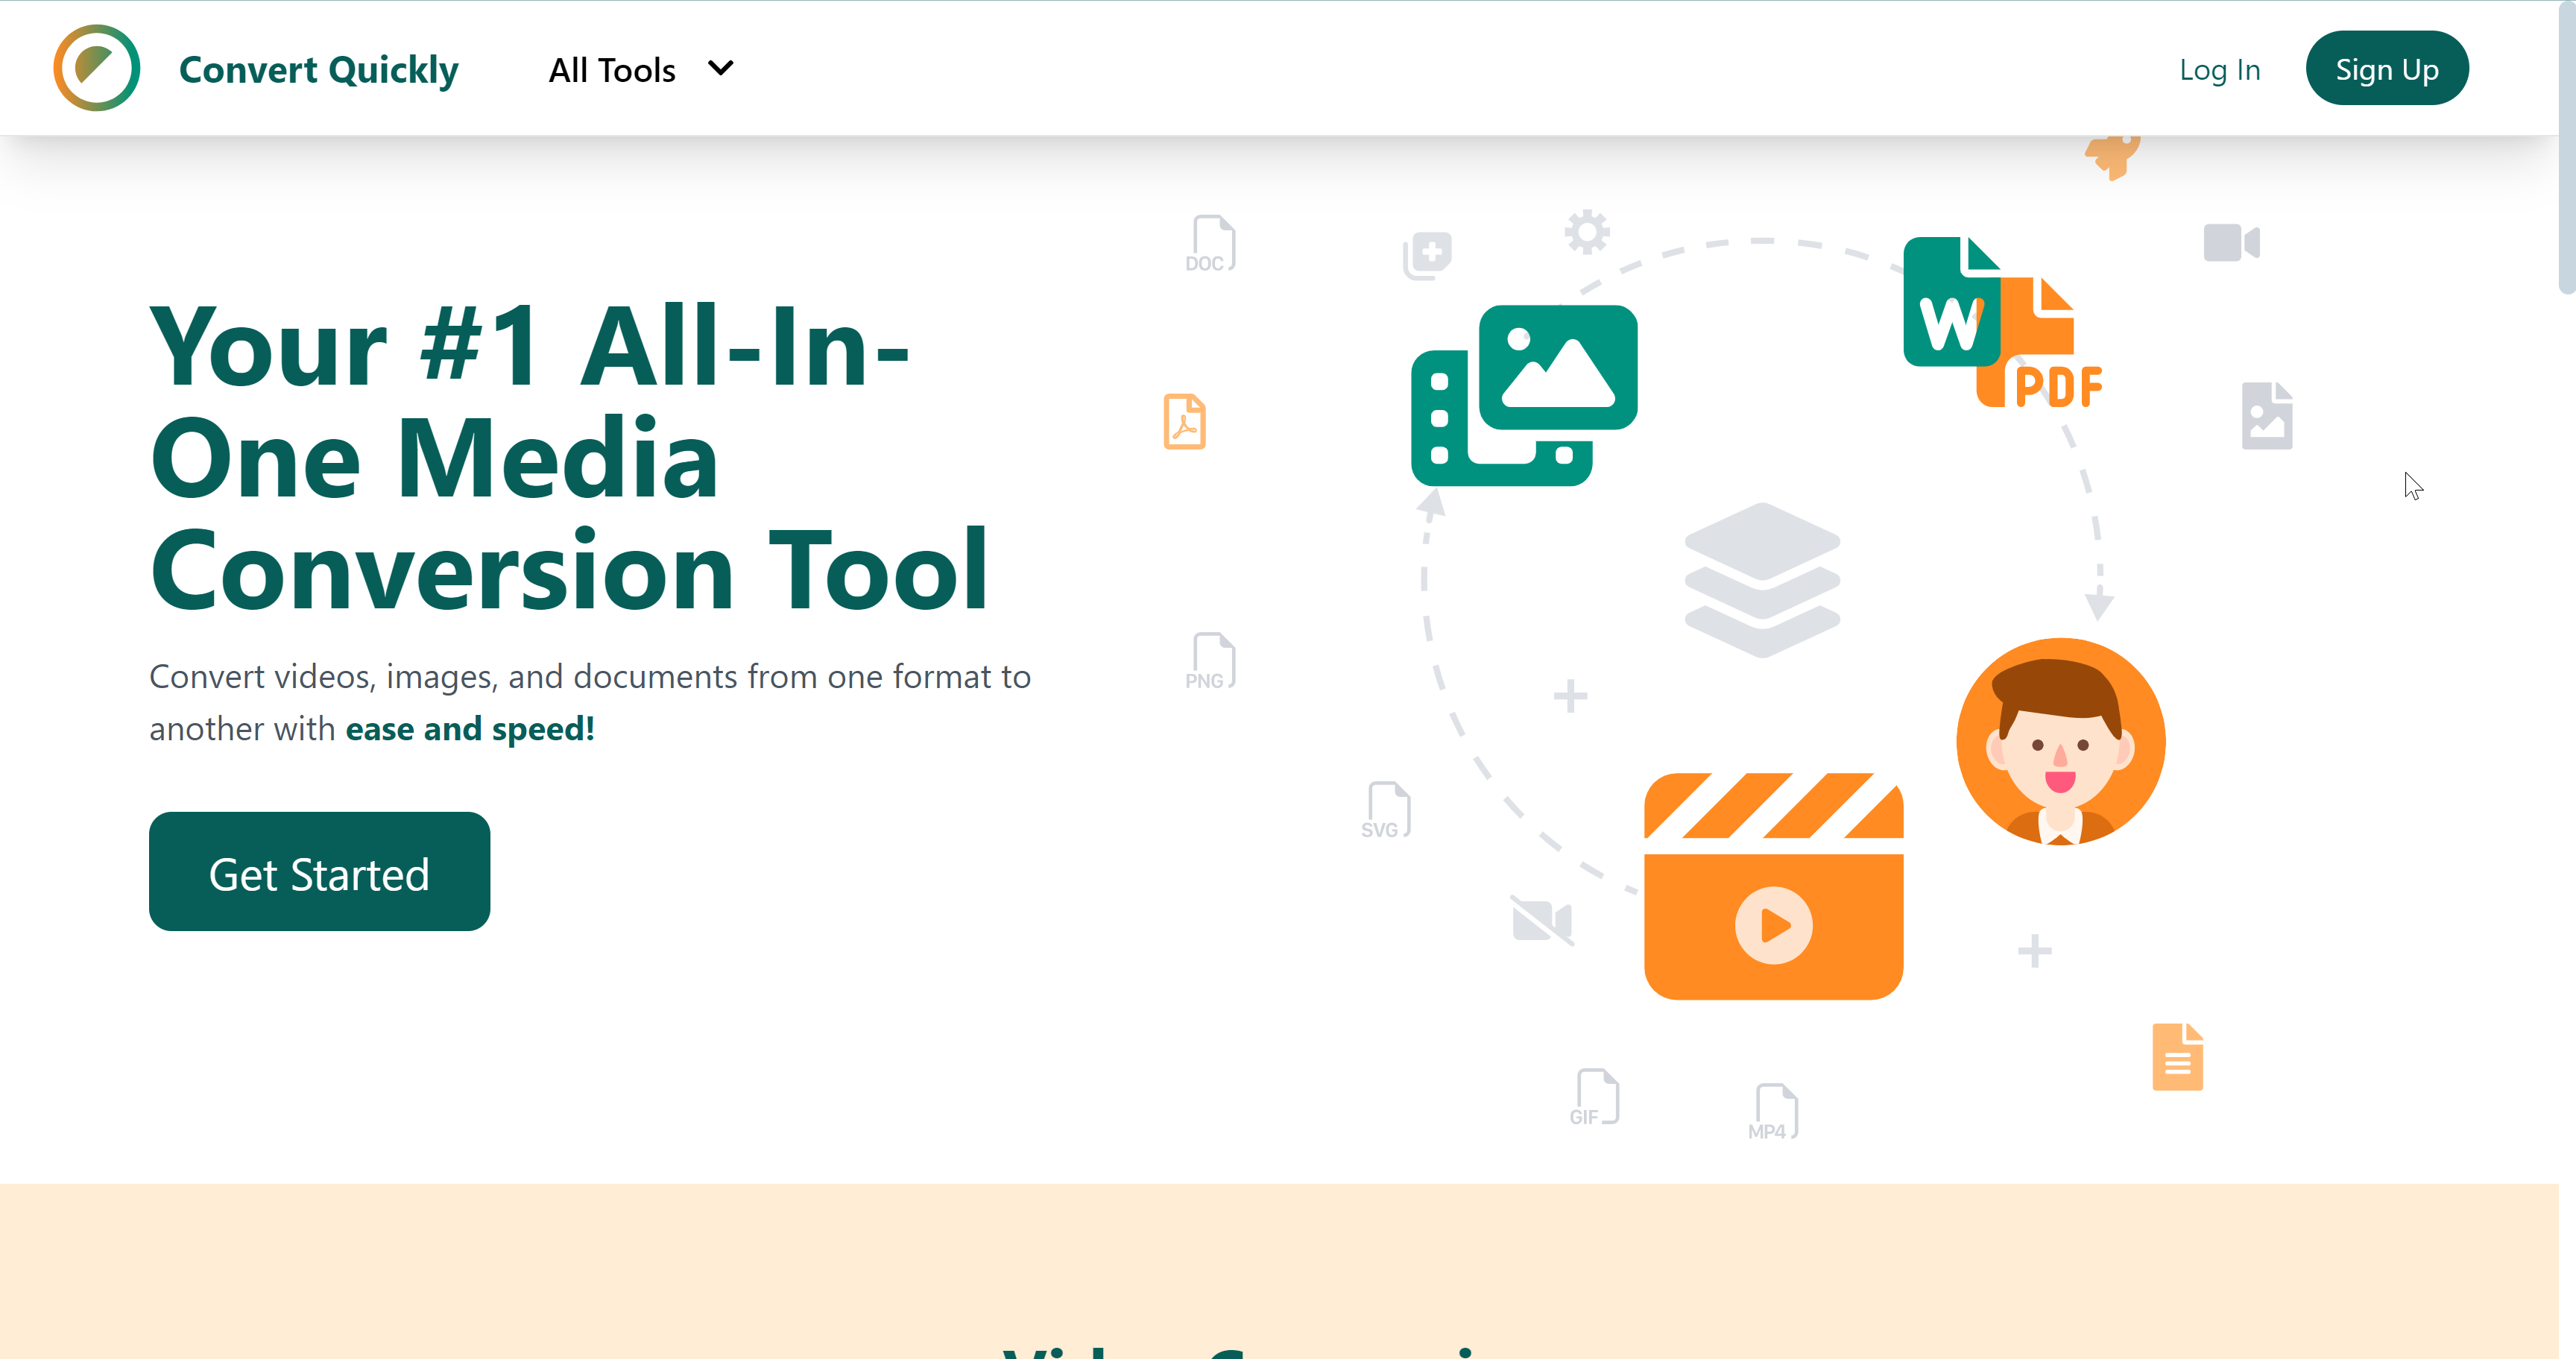 Convert Quickly
All Tools
Log In
Sign Up
Your #1 All-In-
One Media
Conversion Tool
Convert videos, images, and documents from one format to
another with ease and speed!
Get Started
DOC
W
PDF
PNG
SVG
GIF
MP4